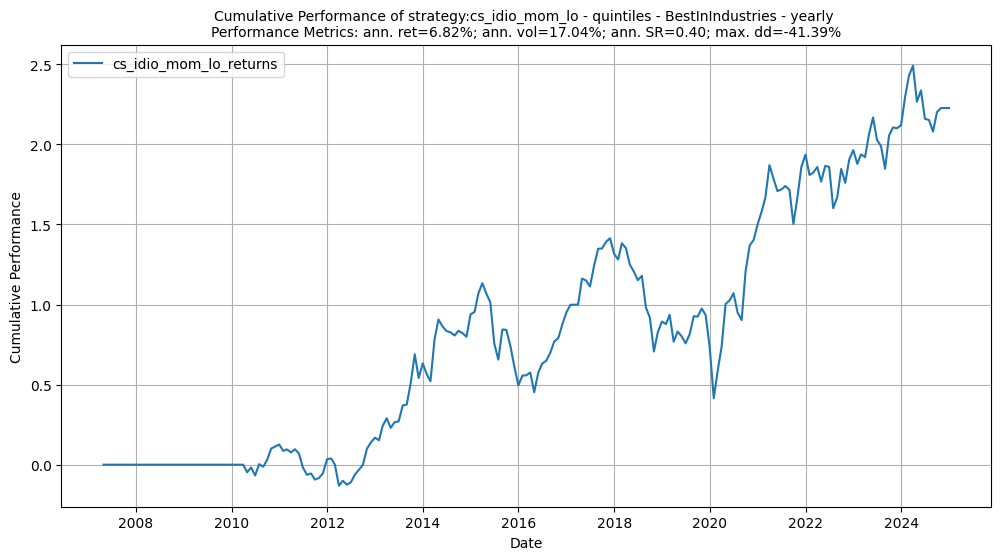 Cumulative Performance of strategy:cs_idio_mom_lo - quintiles - BestInIndustries - yearly
Performance Metrics: ann. ret=6.82%; ann. vol=17.04%; ann. SR=0.40; max. dd=-41.39%
cs_idio_mom_lo_returns
2.5
2.0
1.5
1.0
0.5
0.0
Cumulative Performance
2008 2010 2012 2014 2016 2018 2020 2022 2024
Date